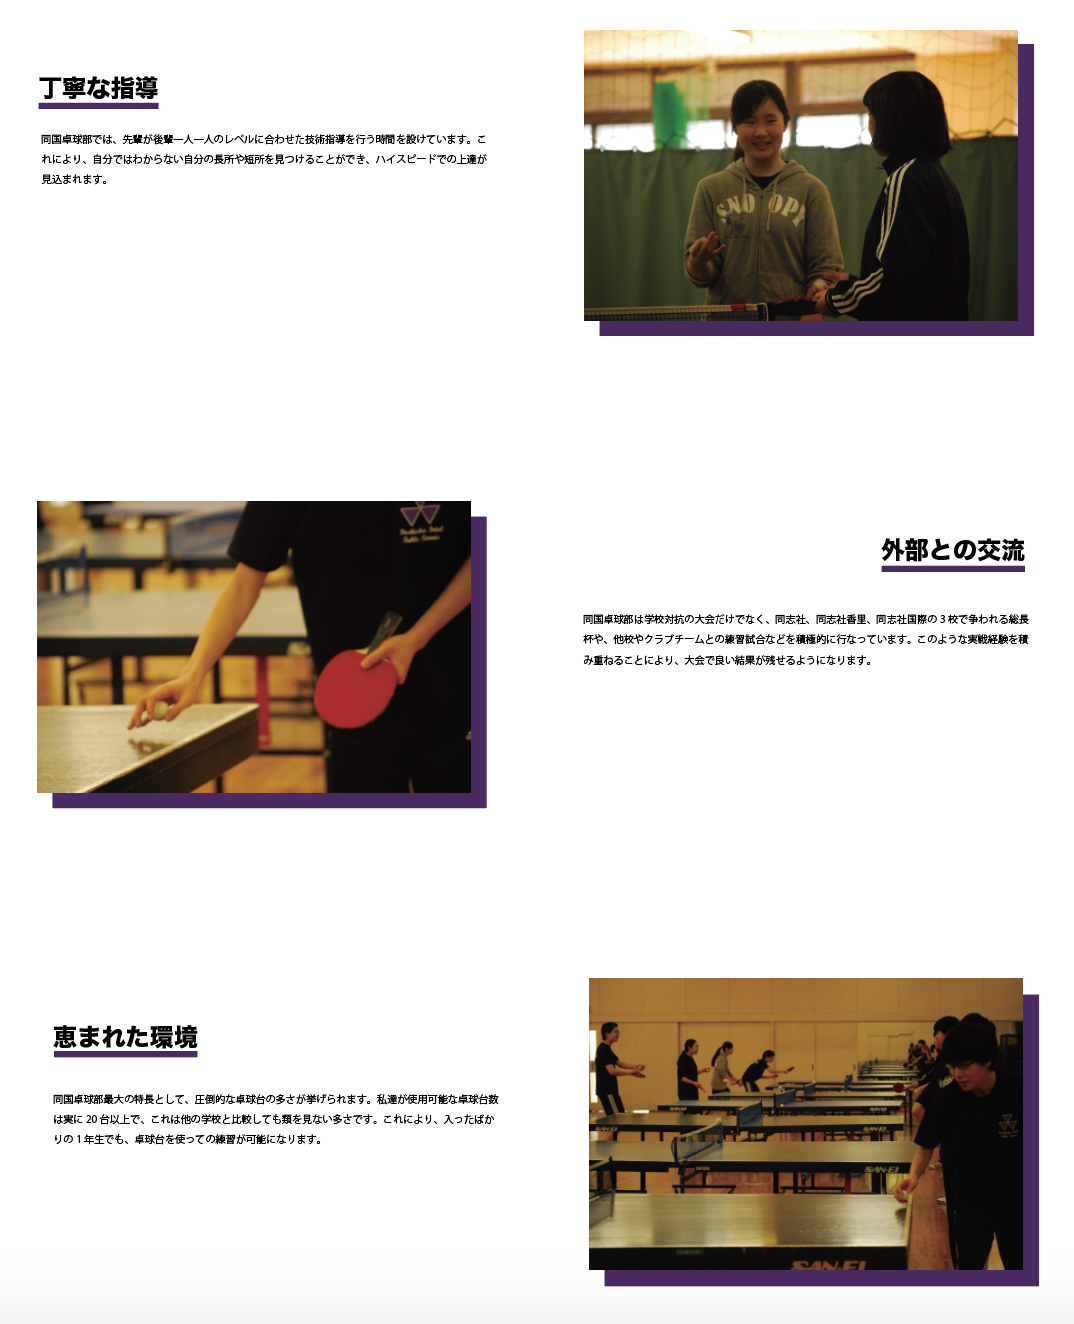 丁寧な指導
同国卓球部では、先輩が後輩一人一人のレベルに合わせた技術指導を行う時間を設けています。こ
れにより、自分ではわからない自分の長所や短所を見つけることができ、ハイスピードでの上達が
見込まれます。
SNOOPY
外部との交流
同国卓球部は学校対抗の大会だけでなく、同志社、同志社香里、同志社国際の 3 校で争われる総長
杯や、他校やクラブチームとの練習試合などを積極的に行なっています。このような実戦経験を積
み重ねることにより、大会で良い結果が残せるようになります。
恵まれた環境
同国卓球部最大の特長として、圧倒的な卓球台の多さが挙げられます。私達が使用可能な卓球台数
は実に 20 台以上で、これは他の学校と比較しても類を見ない多さです。これにより、入ったばか
りの 1 年生でも、卓球台を使っての練習が可能になります。
SAN-EI
SAN-EI